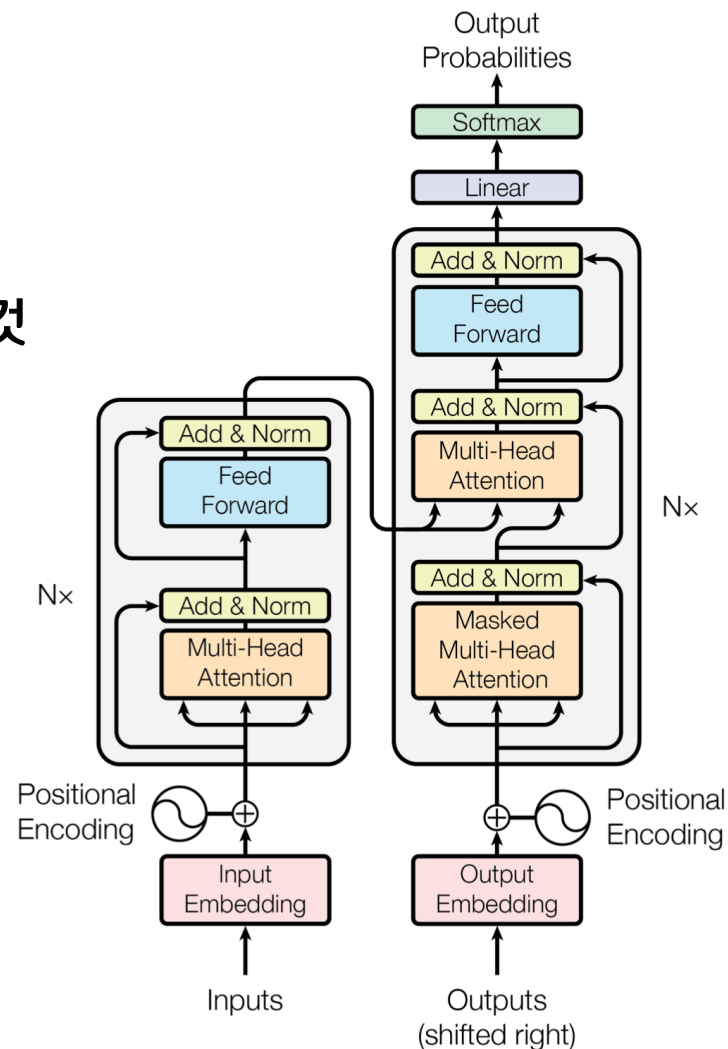 Output
Probabilities
Softmax
Linear
Add & Norm
Feed
Forward
것
Add & Norm
Multi-Head
Attention
Add & Norm
Feed
Forward
N×
Add & Norm
Masked
Multi-Head
Attention
N×
Add & Norm
Multi-Head
Attention
Positional
Encoding
Positional
Encoding
Input
Embedding
Output
Embedding
Inputs
Outputs
(shifted right)